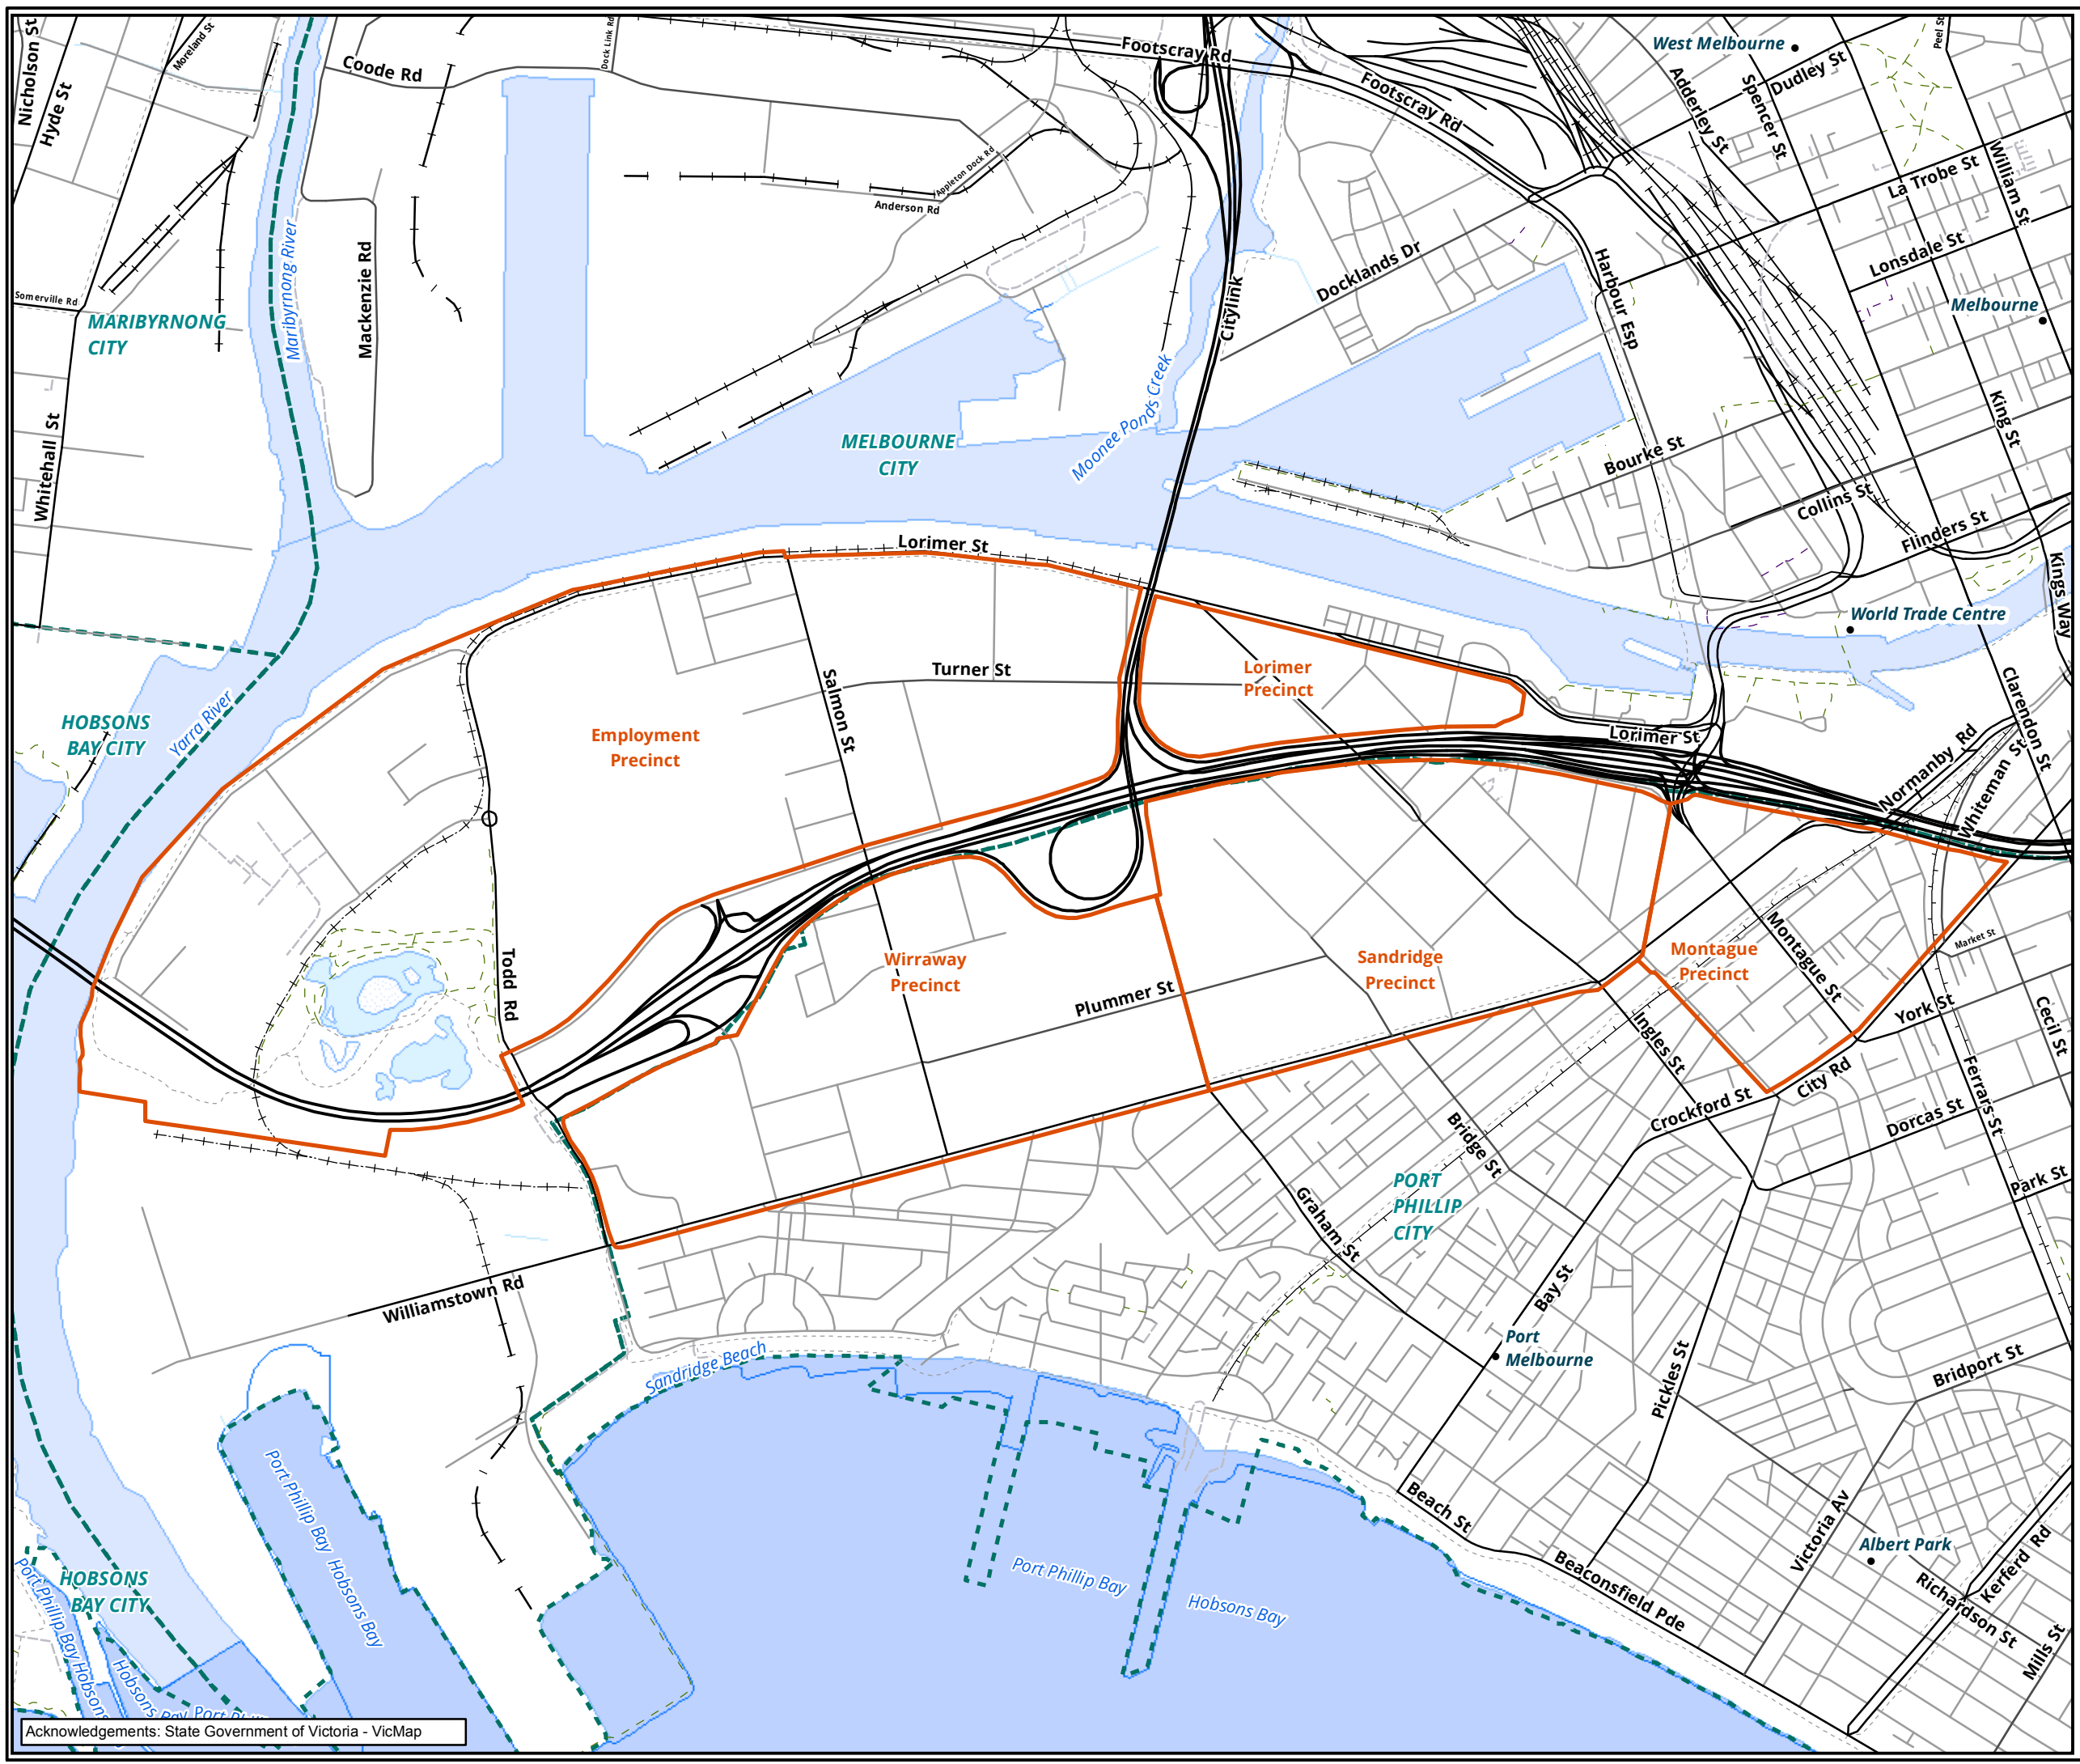 Nicholson St
Hyde St
Moreland St
Coode Rd
Dock Link Rd
Footscray Rd
Footscray Rd
West Melbourne
Dudley St
Adderley St
Spencer St
Peel St
La Trobe St
William St
Lonsdale St
Melbourne
Somerville Rd
MARIBYRNONG
CITY
Maribyrnong River
Mackenzie Rd
Appleton Dock Rd
Anderson Rd
Citylink
Docklands Dr
Harbour Esp
Moonee Ponds Creek
MELBOURNE
CITY
Whitehall St
King St
Bourke St
Collins St
Flinders St
Kings Way
World Trade Centre
Lorimer St
Turner St
Salmon St
Lorimer
Precinct
Employment
Precinct
HOBSONS
BAY CITY
Yarra River
Lorimer St
Normanby Rd
Whiteman St
Clarendon St
Todd Rd
Wirraway
Precinct
Plummer St
Sandridge
Precinct
Montague
Precinct
Montague St
Market St
York St
Cecil St
Ingles St
City Rd
Crockford St
Ferrars St
Dorcas St
Park St
Bridge St
PORT
PHILLIP
CITY
Graham St
Williamstown Rd
Sandridge Beach
Bay St
Port
Melbourne
Pickles St
Bridport St
Beach St
Victoria Av
Albert Park
Beaconsfield Pde
Kerferd Rd
Richardson St
Mills St
Port Phillip Bay Hobsons Bay
Port Phillip Bay
Hobsons Bay
HOBSONS
BAY CITY
Port Phillip Bay Hobsons
Hobsons Bay Port
Acknowledgements: State Government of Victoria - VicMap